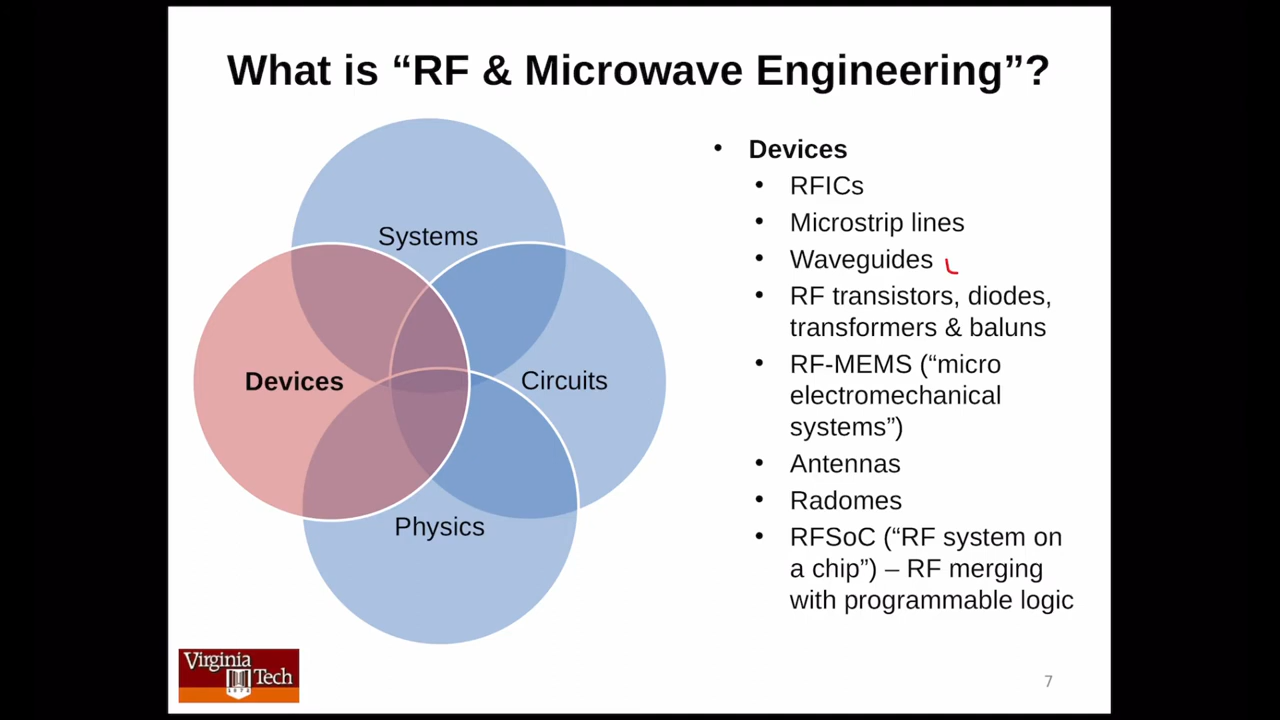 What is “RF & Microwave Engineering”?
Systems
Devices
Circuits
Physics
• Devices
• RFICs
• Microstrip lines
• Waveguides
• RF transistors, diodes,
transformers & baluns
• RF-MEMS (“micro
electromechanical
systems”)
• Antennas
• Radomes
• RFSoC (“RF system on
a chip”) – RF merging
with programmable logic
Virginia
Tech
1872
7